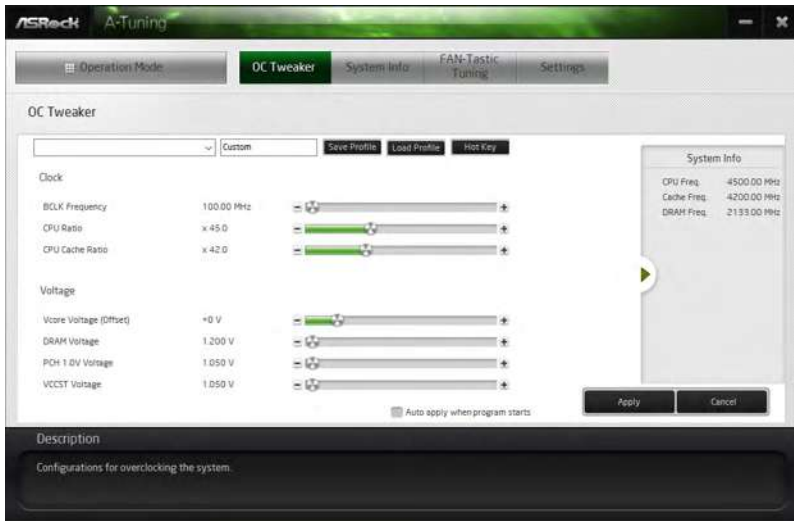 ASRock A-Tuning
Operation Mode OC Tweaker System Info FAN-Tastic Tuning Settings
OC Tweaker
Custom Save Profile Load Profile Hot Key
System Info
CPU Freq. 4500.00 MHz
Cache Freq. 4200.00 MHz
DRAM Freq. 2133.00 MHz
Clock
BCLK Frequency 100.00 MHz
CPU Ratio x 45.0
CPU Cache Ratio x 42.0
Voltage
Vcore Voltage (Offset) +0 V
DRAM Voltage 1.200 V
PCH 1.0V Voltage 1.050 V
VCCST Voltage 1.050 V
Auto apply when program starts
Apply Cancel
Description
Configurations for overclocking the system.